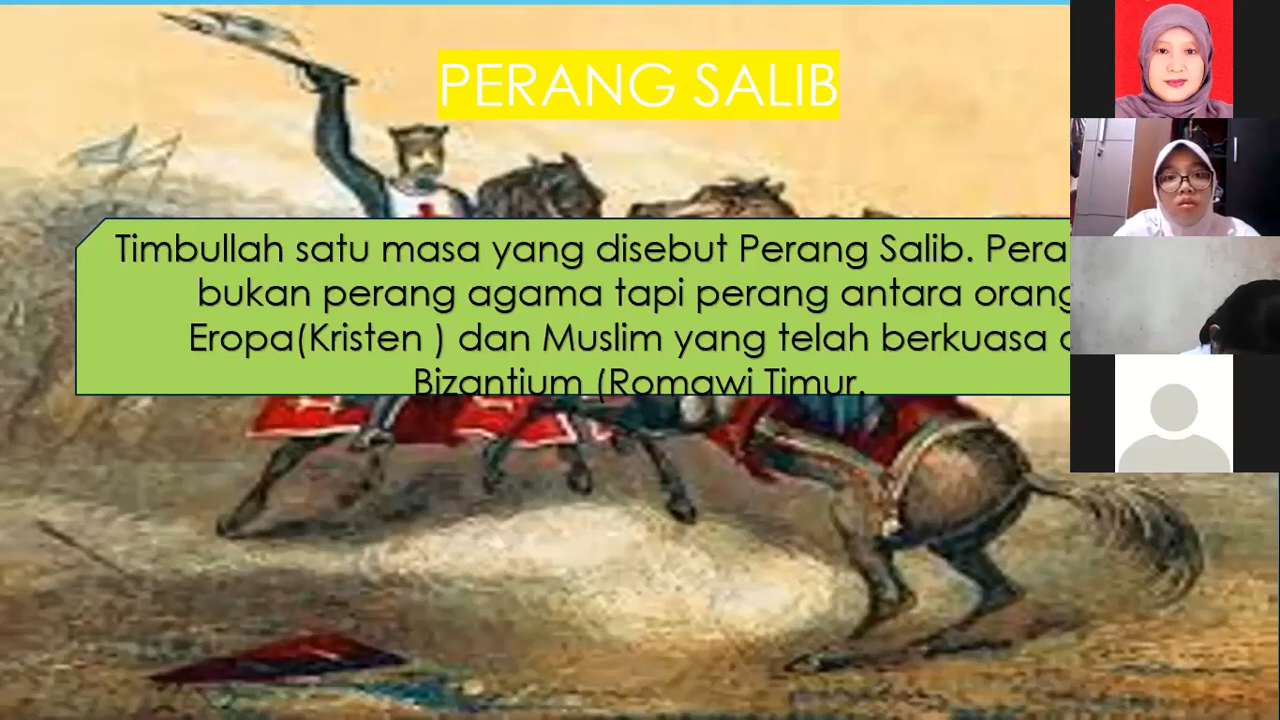 PERANG SALIB
Timbullah satu masa yang disebut Perang Salib.
bukan perang agama tapi perang antara orang
Eropa(Kristen ) dan Muslim yang telah berkuasa
Bizantium (Romawi Timur.